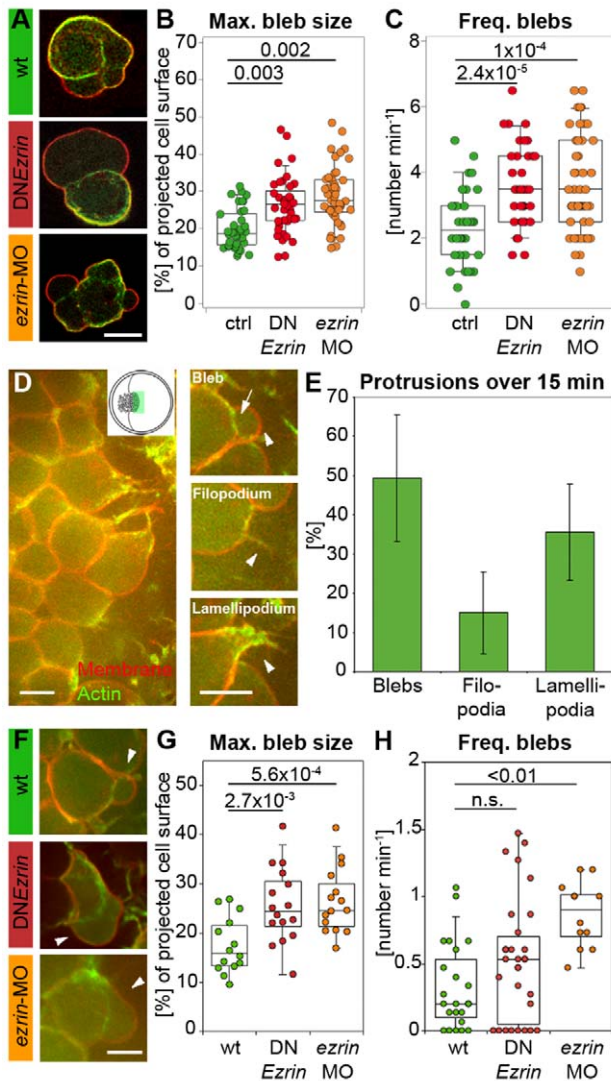 A
wt
DNEzrin
ezrin-MO
B
Max. bleb size
[%] of projected cell surface
70
60
50
40
30
20
10
0
0.002
0.003
ctrl
DN
Ezrin
ezrin
MO
C
Freq. blebs
[number min-1]
8
6
4
2
0
1x10-4
2.4x10-5
ctrl
DN
Ezrin
ezrin
MO
D
Membrane
Actin
Bleb
Filopodium
Lamellipodium
E
Protrusions over 15 min
[%]
70
60
50
40
30
20
10
0
Blebs
Filo-
podia
Lamelli-
podia
F
wt
DNEzrin
ezrin-MO
G
Max. bleb size
[%] of projected cell surface
50
40
30
20
10
0
5.6x10-4
2.7x10-3
wt
DN
Ezrin
ezrin
MO
H
Freq. blebs
[number min-1]
2
1.5
1
0.5
0
<0.01
n.s.
wt
DN
Ezrin
ezrin
MO